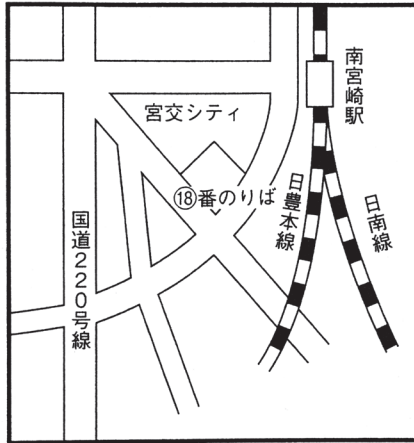 南宮崎駅
宮交シティ
⑱番のりば
日豊本線
日南線
国道220号線